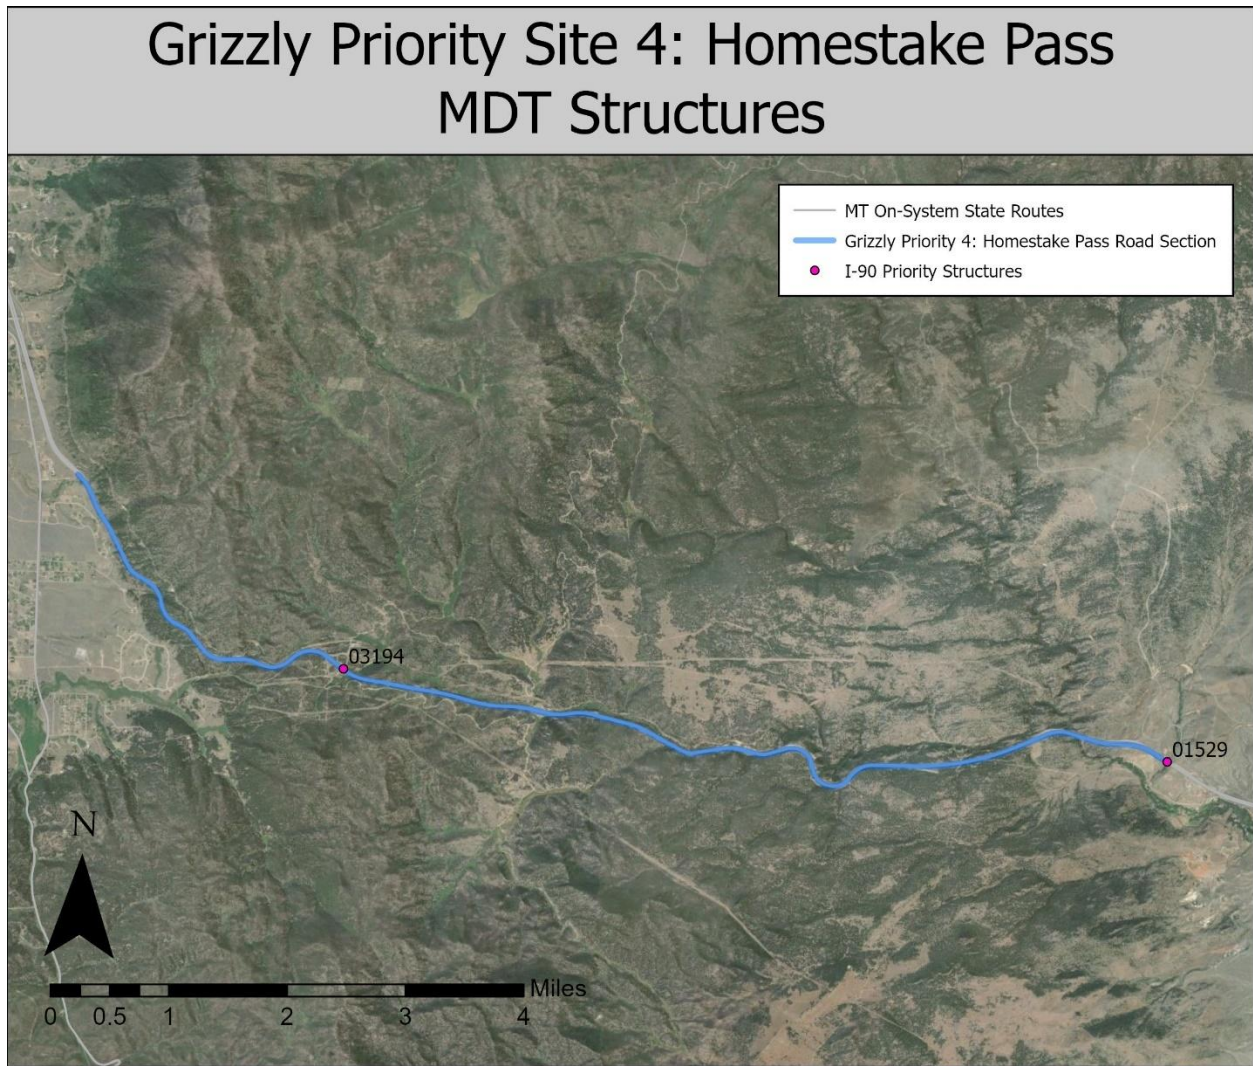 Grizzly Priority Site 4: Homestake Pass
MDT Structures
MT On-System State Routes
Grizzly Priority 4: Homestake Pass Road Section
I-90 Priority Structures
03194
01529
N
Miles
0 0.5 1 2 3 4